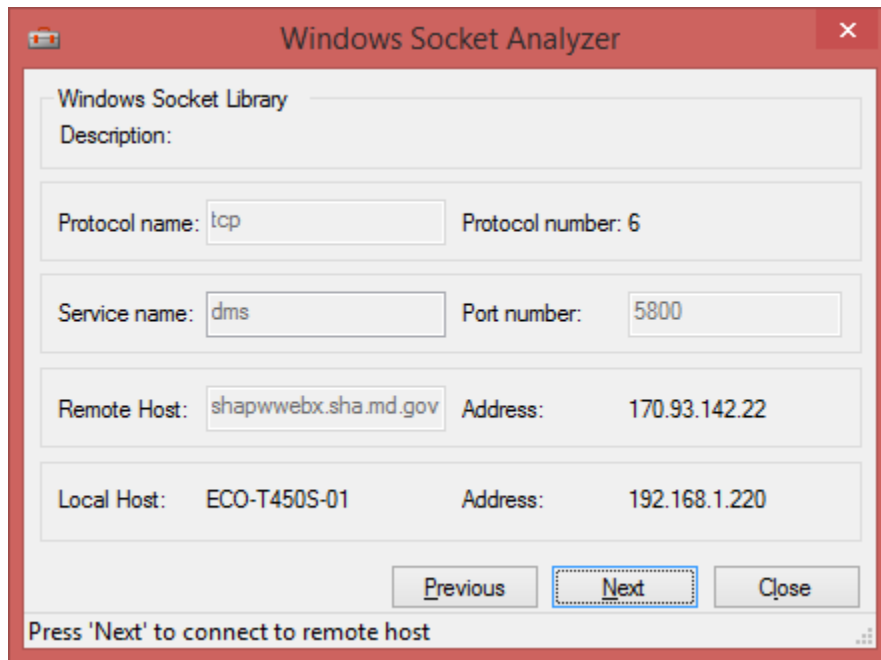 Windows Socket Analyzer
Windows Socket Library
Description:
Protocol name: tcp Protocol number: 6
Service name: dms Port number: 5800
Remote Host: shapwwebx.sha.md.gov Address: 170.93.142.22
Local Host: ECO-T450S-01 Address: 192.168.1.220
Previous Next Close
Press 'Next' to connect to remote host